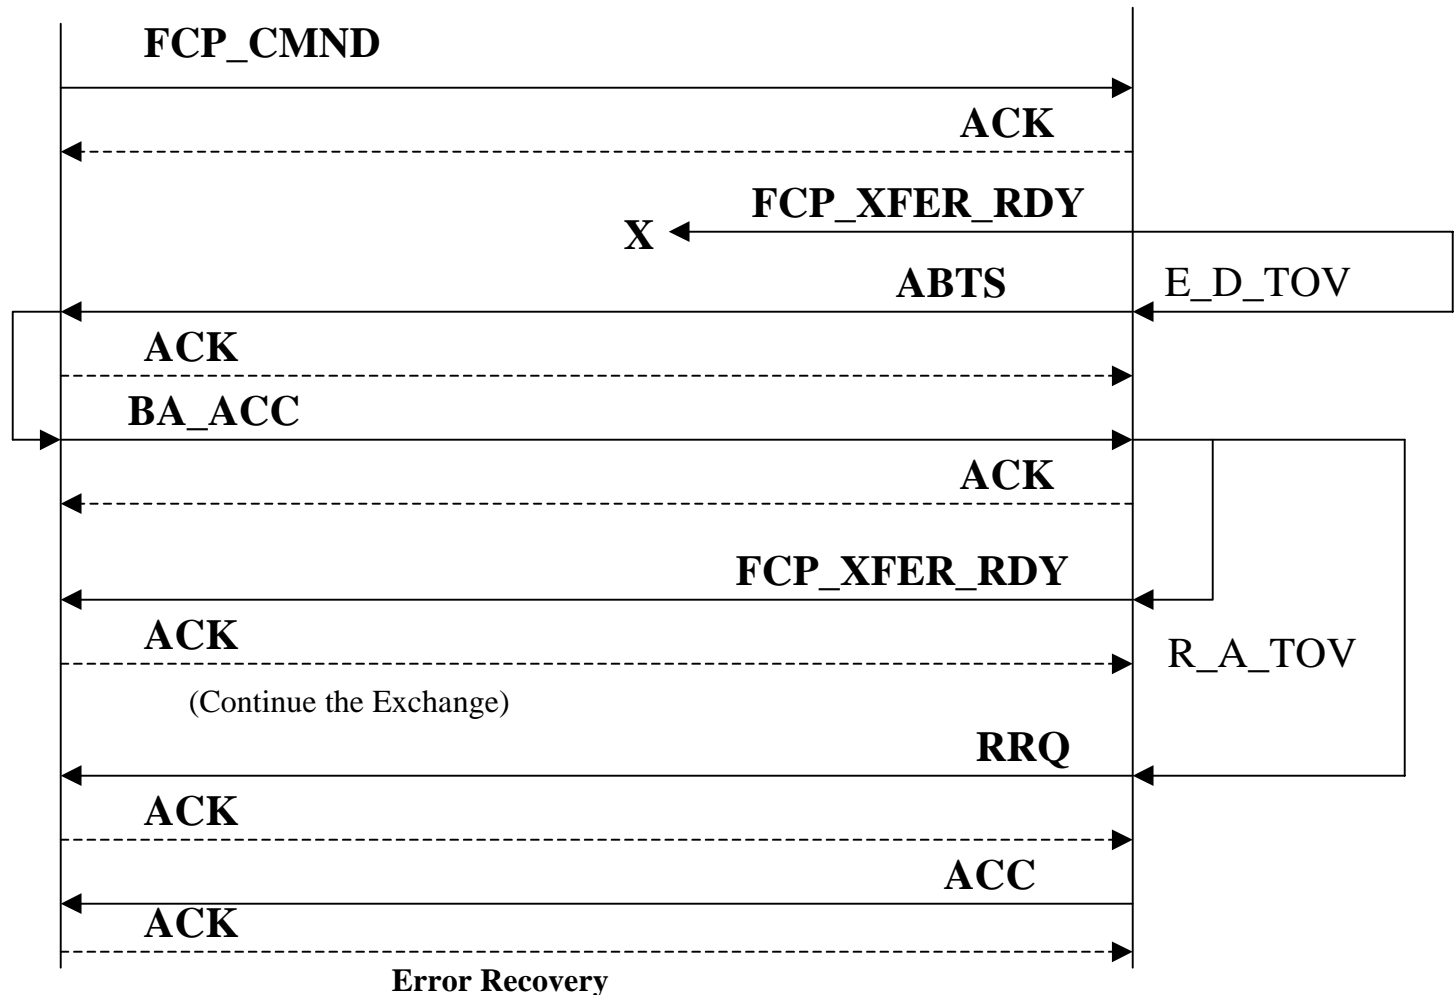 FCP_CMND
ACK
FCP_XFER_RDY
X
ABTS
E_D_TOV
ACK
BA_ACC
ACK
FCP_XFER_RDY
ACK
R_A_TOV
(Continue the Exchange)
RRQ
ACK
ACC
ACK
Error Recovery